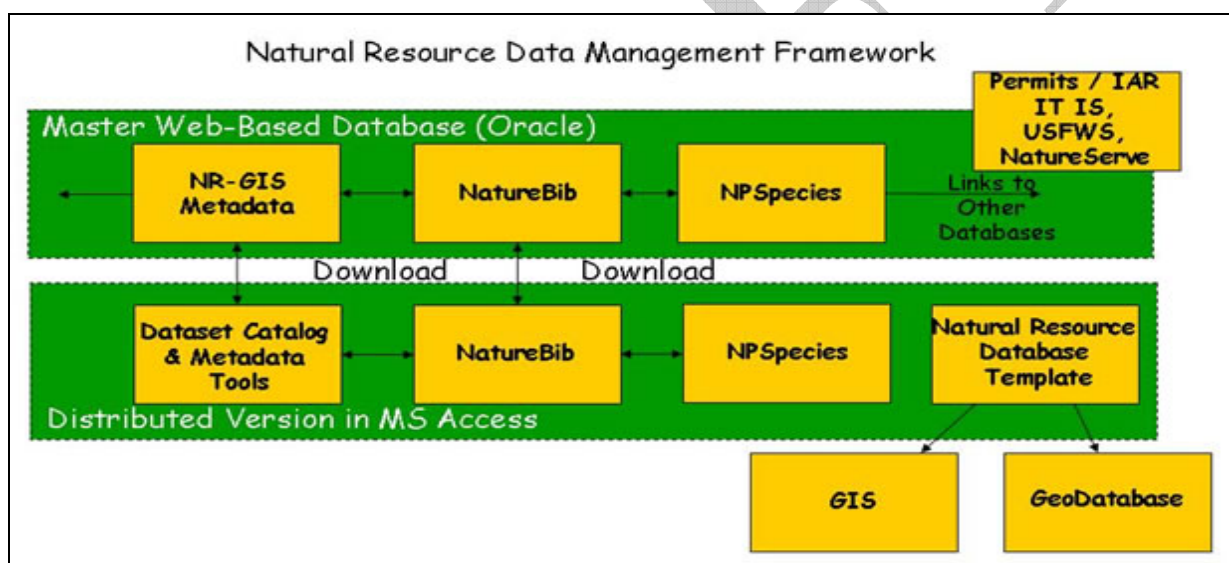 Natural Resource Data Management Framework
Permits / IAR
IT IS,
USFWS,
NatureServe
Master Web-Based Database (Oracle)
NR-GIS
Metadata
NatureBib
NPSpecies
Links to
Other
Databases
Download
Download
Dataset Catalog
& Metadata
Tools
NatureBib
NPSpecies
Natural Resource
Database
Template
Distributed Version in MS Access
GIS
GeoDatabase